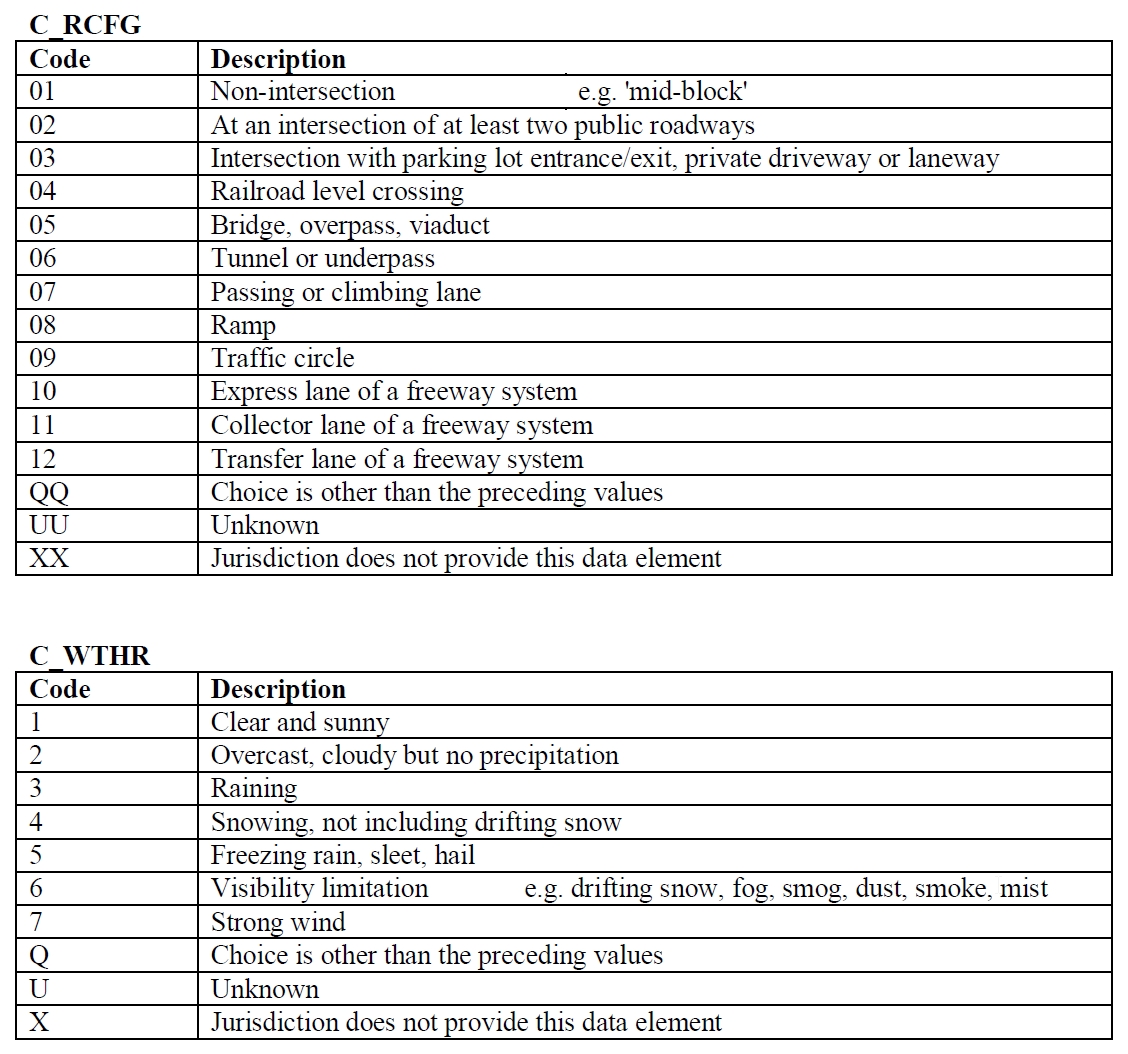 C_RCFG
Code Description
01 Non-intersection e.g. 'mid-block'
02 At an intersection of at least two public roadways
03 Intersection with parking lot entrance/exit, private driveway or laneway
04 Railroad level crossing
05 Bridge, overpass, viaduct
06 Tunnel or underpass
07 Passing or climbing lane
08 Ramp
09 Traffic circle
10 Express lane of a freeway system
11 Collector lane of a freeway system
12 Transfer lane of a freeway system
QQ Choice is other than the preceding values
UU Unknown
XX Jurisdiction does not provide this data element
C_WTHR
Code Description
1 Clear and sunny
2 Overcast, cloudy but no precipitation
3 Raining
4 Snowing, not including drifting snow
5 Freezing rain, sleet, hail
6 Visibility limitation e.g. drifting snow, fog, smog, dust, smoke, mist
7 Strong wind
Q Choice is other than the preceding values
U Unknown
X Jurisdiction does not provide this data element